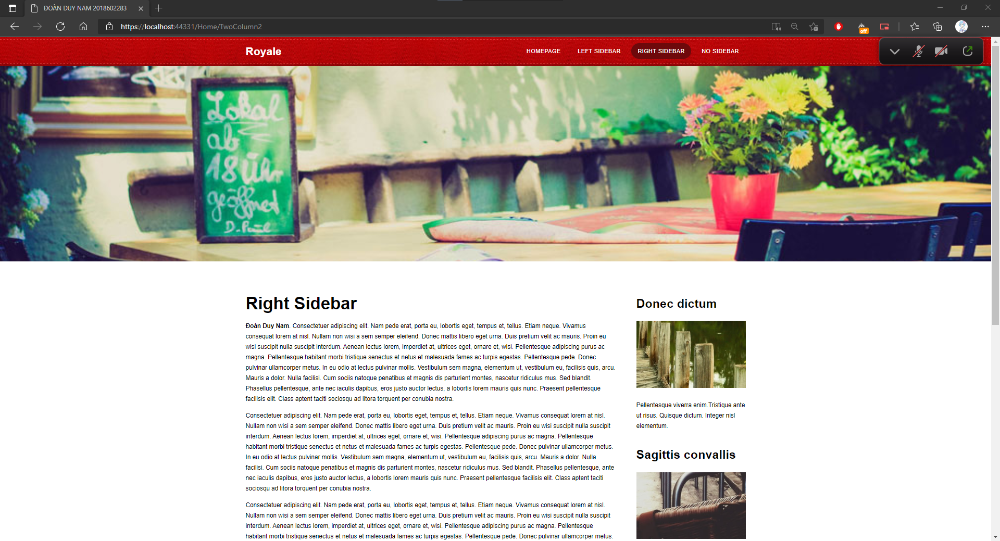 ĐOÀN DUY NAM 2018602283
https://localhost:44331/Home/TwoColumn2
off
Royale
HOMEPAGE
LEFT SIDEBAR
RIGHT SIDEBAR
NO SIDEBAR
Lokal
ab
18 Uhr
geöffnet
Right Sidebar
Đoàn Duy Nam. Consectetuer adipiscing elit. Nam pede erat, porta eu, lobortis eget, tempus et, tellus. Etiam neque. Vivamus
consequat lorem at nisl. Nullam non wisi a sem semper eleifend. Donec mattis libero eget urna. Duis pretium velit ac mauris. Proin eu
wisi suscipit nulla suscipit interdum. Aenean lectus lorem, imperdiet at, ultrices eget, ornare et, wisi. Pellentesque adipiscing purus ac
magna. Pellentesque habitant morbi tristique senectus et netus et malesuada fames ac turpis egestas. Pellentesque pede. Donec
pulvinar ullamcorper metus. In eu odio at lectus pulvinar mollis. Vestibulum sem magna, elementum ut, vestibulum eu, facilisis quis, arcu.
Mauris a dolor. Nulla facilisi. Cum sociis natoque penatibus et magnis dis parturient montes, nascetur ridiculus mus. Sed blandit.
Phasellus pellentesque, ante nec iaculis dapibus, eros justo auctor lectus, a lobortis lorem mauris quis nunc. Praesent pellentesque
facilisis elit. Class aptent taciti sociosqu ad litora torquent per conubia nostra.
Consectetuer adipiscing elit. Nam pede erat, porta eu, lobortis eget, tempus et, tellus. Etiam neque. Vivamus consequat lorem at nisl.
Nullam non wisi a sem semper eleifend. Donec mattis libero eget urna. Duis pretium velit ac mauris. Proin eu wisi suscipit nulla suscipit
interdum. Aenean lectus lorem, imperdiet at, ultrices eget, ornare et, wisi. Pellentesque adipiscing purus ac magna. Pellentesque
habitant morbi tristique senectus et netus et malesuada fames ac turpis egestas. Pellentesque pede. Donec pulvinar ullamcorper metus.
In eu odio at lectus pulvinar mollis. Vestibulum sem magna, elementum ut, vestibulum eu, facilisis quis, arcu. Mauris a dolor. Nulla
facilisi. Cum sociis natoque penatibus et magnis dis parturient montes, nascetur ridiculus mus. Sed blandit. Phasellus pellentesque, ante
nec iaculis dapibus, eros justo auctor lectus, a lobortis lorem mauris quis nunc. Praesent pellentesque facilisis elit. Class aptent taciti
sociosqu ad litora torquent per conubia nostra.
Consectetuer adipiscing elit. Nam pede erat, porta eu, lobortis eget, tempus et, tellus. Etiam neque. Vivamus consequat lorem at nisl.
Nullam non wisi a sem semper eleifend. Donec mattis libero eget urna. Duis pretium velit ac mauris. Proin eu wisi suscipit nulla suscipit
interdum. Aenean lectus lorem, imperdiet at, ultrices eget, ornare et, wisi. Pellentesque adipiscing purus ac magna. Pellentesque
habitant morbi tristique senectus et netus et malesuada fames ac turpis egestas. Pellentesque pede. Donec pulvinar ullamcorper metus.
Donec dictum
Pellentesque viverra enim.Tristique ante
ut risus. Quisque dictum. Integer nisl
elementum.
Sagittis convallis